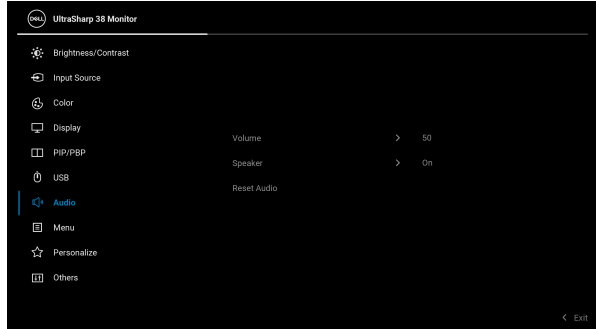 DELL UltraSharp 38 Monitor
Brightness/Contrast
Input Source
Color
Display
PIP/PBP
USB
Audio
Menu
Personalize
Others
Volume > 50
Speaker > On
Reset Audio
< Exit